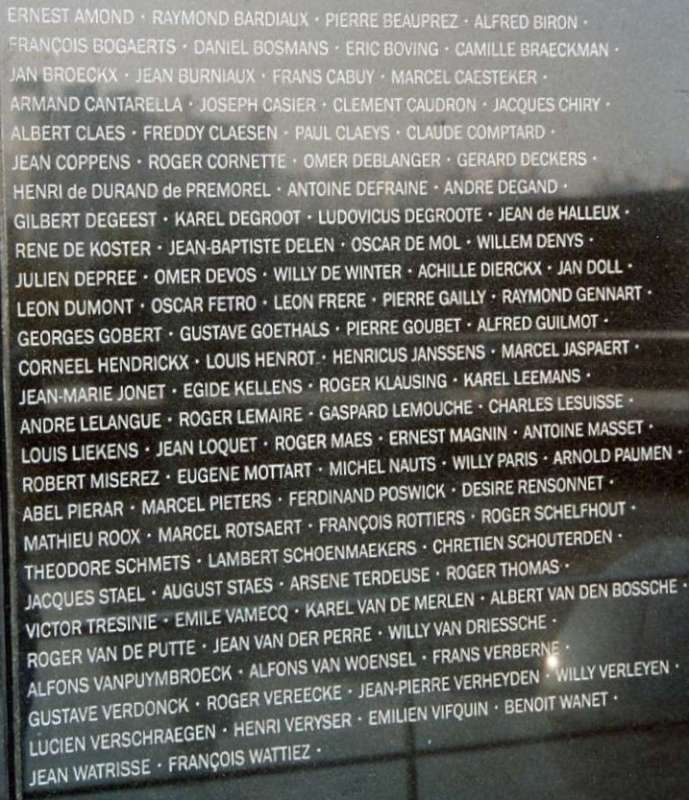 ERNEST AMOND · RAYMOND BARDIAUX · PIERRE BEAUPREZ · ALFRED BIRON ·
FRANÇOIS BOGAERTS · DANIEL BOSMANS · ERIC BOVING · CAMILLE BRAECKMAN ·
JAN BROECKX · JEAN BURNIAUX · FRANS CABUY · MARCEL CAESTEKER ·
ARMAND CANTARELLA · JOSEPH CASIER · CLEMENT CAUDRON · JACQUES CHIRY ·
ALBERT CLAES · FREDDY CLAESEN · PAUL CLAEYS · CLAUDE COMPTARD ·
JEAN COPPENS · ROGER CORNETTE · OMER DEBLANGER · GERARD DECKERS ·
HENRI de DURAND de PREMOREL · ANTOINE DEFRAINE · ANDRE DEGAND ·
GILBERT DEGEEST · KAREL DEGROOT · LUDOVICUS DEGROOTE · JEAN de HALLEUX ·
RENE DE KOSTER · JEAN-BAPTISTE DELEN · OSCAR DE MOL · WILLEM DENYS ·
JULIEN DEPREE · OMER DEVOS · WILLY DE WINTER · ACHILLE DIERCKX · JAN DOLL ·
LEON DUMONT · OSCAR FETRO · LEON FRERE · PIERRE GAILLY · RAYMOND GENNART ·
GEORGES GOBERT · GUSTAVE GOETHALS · PIERRE GOUBET · ALFRED GUILMOT ·
CORNEEL HENDRICKX · LOUIS HENROT · HENRICUS JANSSENS · MARCEL JASPAERT ·
JEAN-MARIE JONET · EGIDE KELLENS · ROGER KLAUSING · KAREL LEEMANS ·
ANDRE LELANGUE · ROGER LEMAIRE · GASPARD LEMOUCHE · CHARLES LESUISSE ·
LOUIS LIEKENS · JEAN LOQUET · ROGER MAES · ERNEST MAGNIN · ANTOINE MASSET ·
ROBERT MISEREZ · EUGENE MOTTART · MICHEL NAUTS · WILLY PARIS · ARNOLD PAUMEN ·
ABEL PIERAR · MARCEL PIETERS · FERDINAND POSWICK · DESIRE RENSONNET ·
MATHIEU ROOX · MARCEL ROTSAERT · FRANÇOIS ROTTIERS · ROGER SCHELFHOUT ·
THEODORE SCHMETS · LAMBERT SCHOENMAEKERS · CHRETIEN SCHOUTERDEN ·
JACQUES STAEL · AUGUST STAES · ARSENE TERDEUSE · ROGER THOMAS ·
VICTOR TRESINIE · EMILE VAMECQ · KAREL VAN DE MERLEN · ALBERT VAN DEN BOSSCHE ·
ROGER VAN DE PUTTE · JEAN VAN DER PERRE · WILLY VAN DRIESSCHE ·
ALFONS VANPUYMBROECK · ALFONS VAN WOENSEL · FRANS VERBERNE ·
GUSTAVE VERDONCK · ROGER VEREECKE · JEAN-PIERRE VERHEYDEN · WILLY VERLEYEN ·
LUCIEN VERSCHRAEGEN · HENRI VERYSER · EMILIEN VIFQUIN · BENOIT WANET ·
JEAN WATRISSE · FRANÇOIS WATTIEZ ·